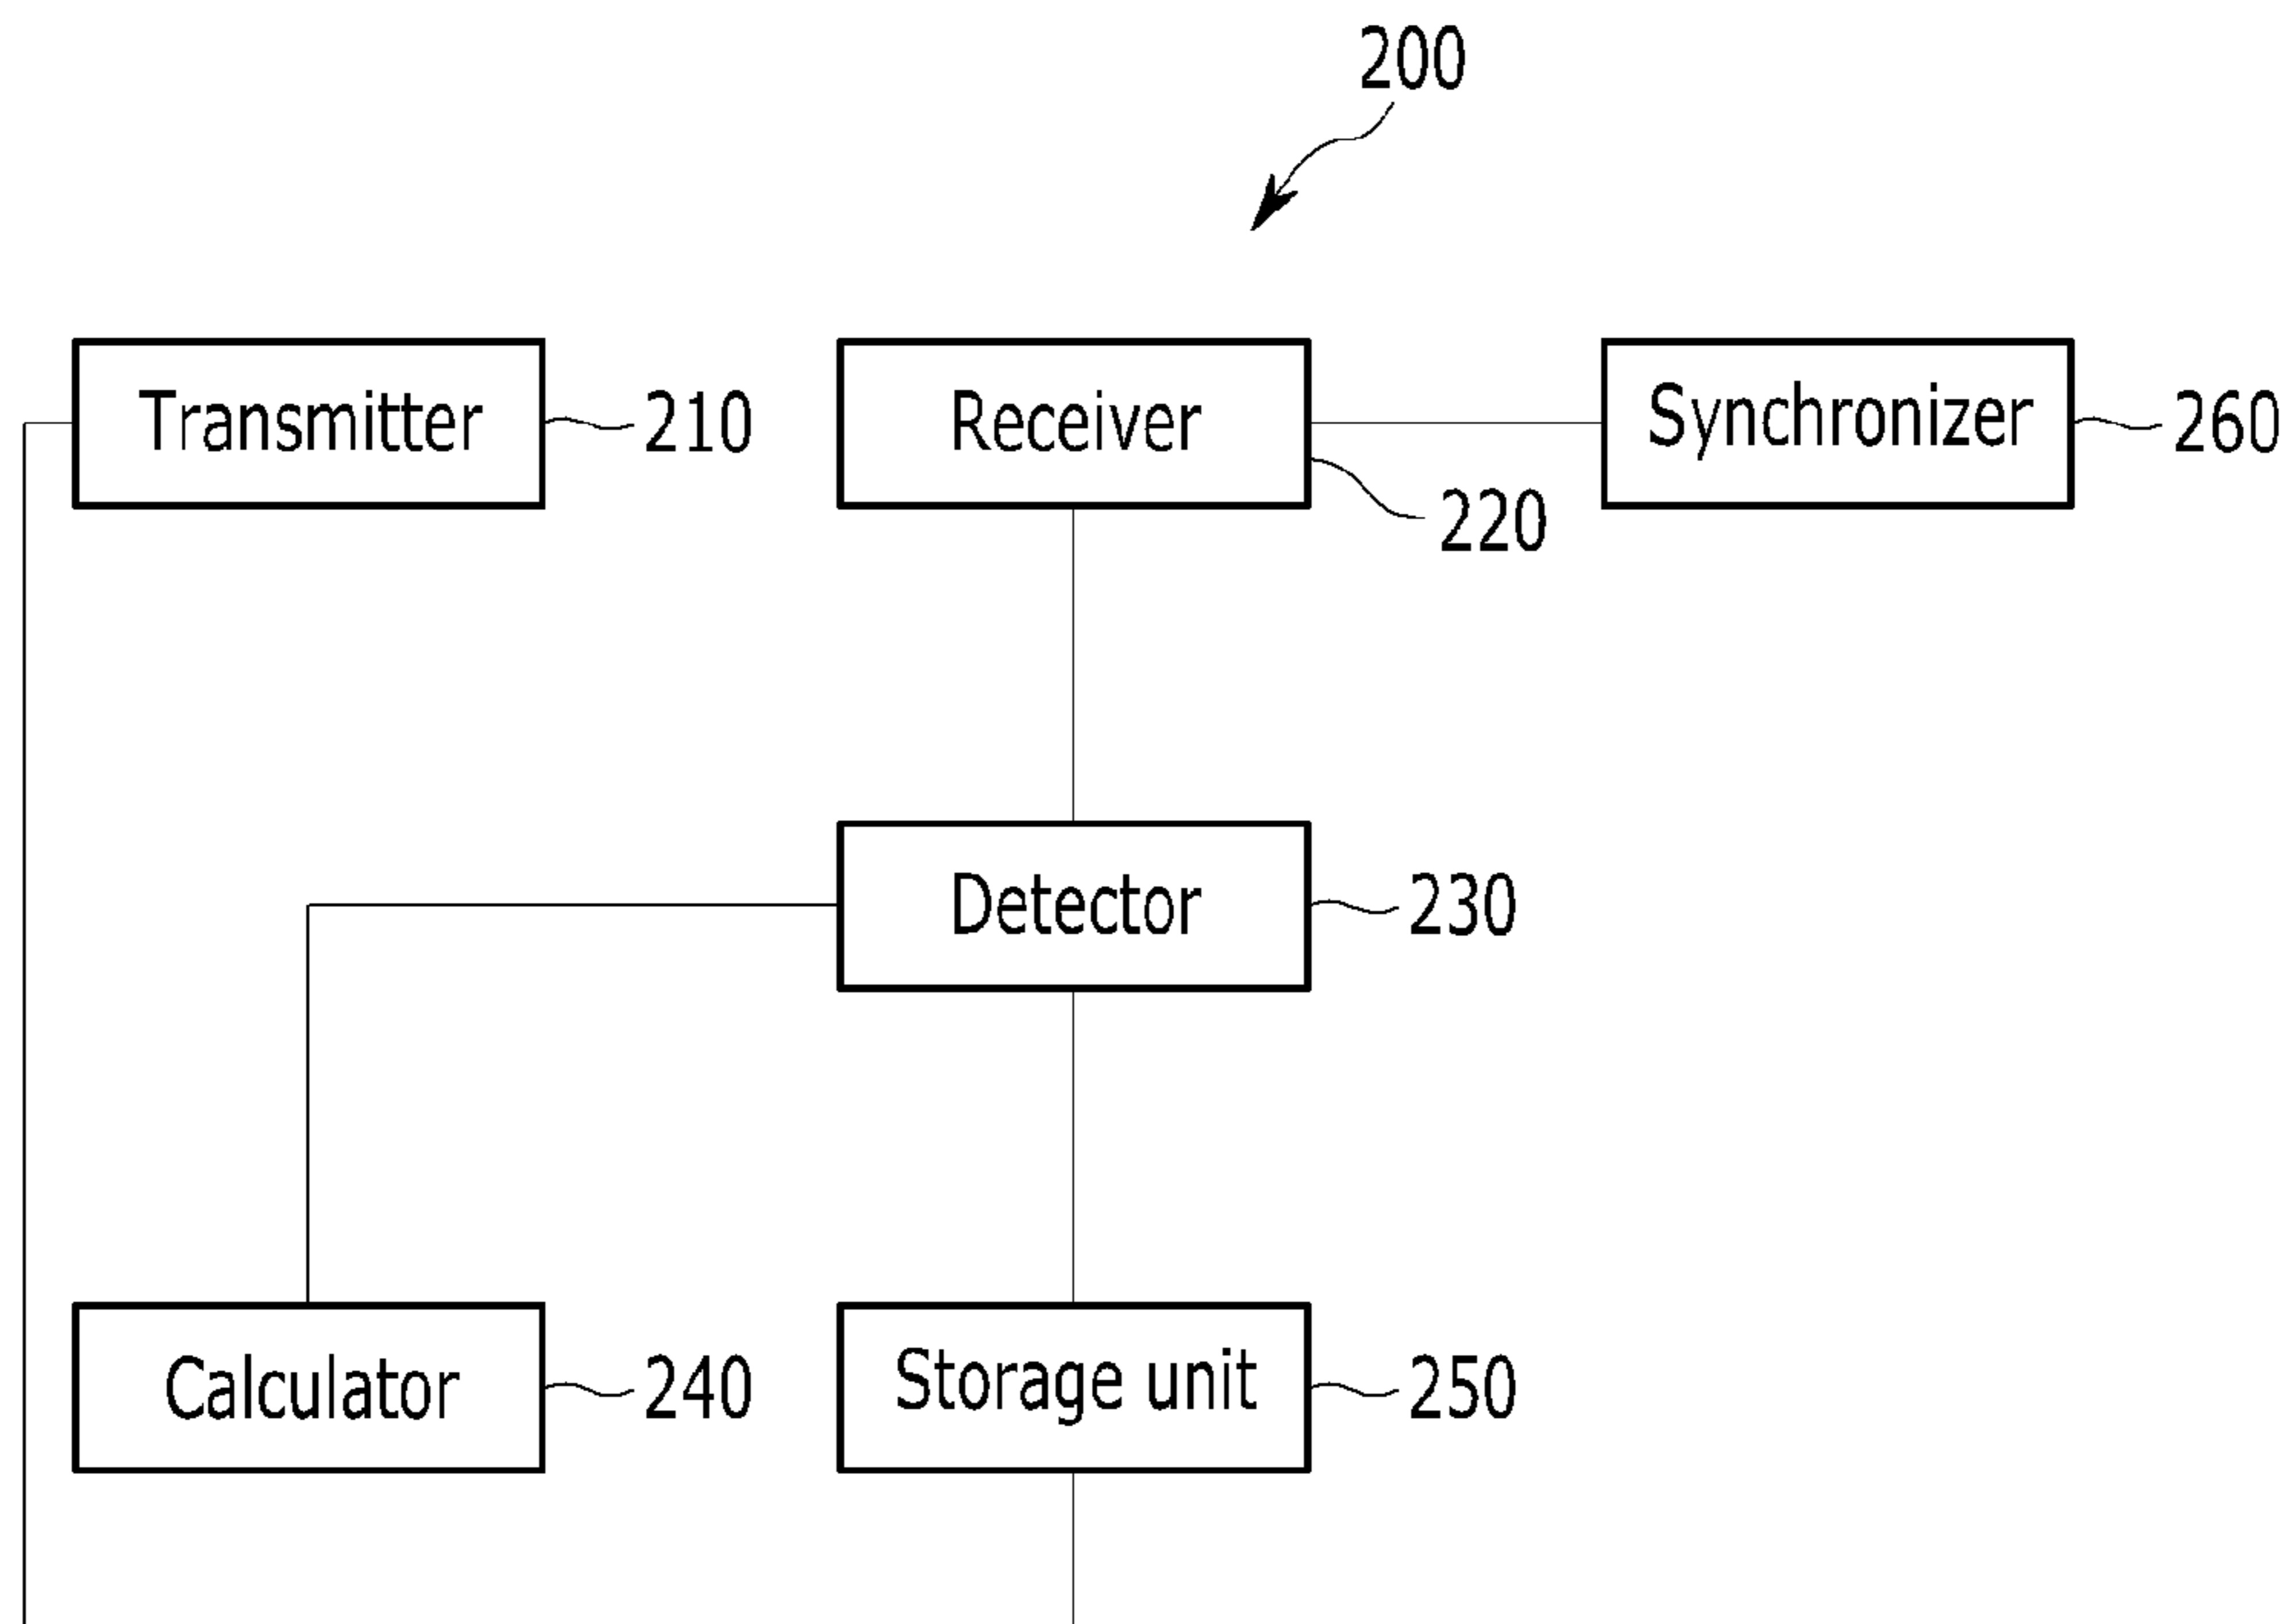 200
Transmitter
210
Receiver
220
Synchronizer
260
Detector
230
Calculator
240
Storage unit
250